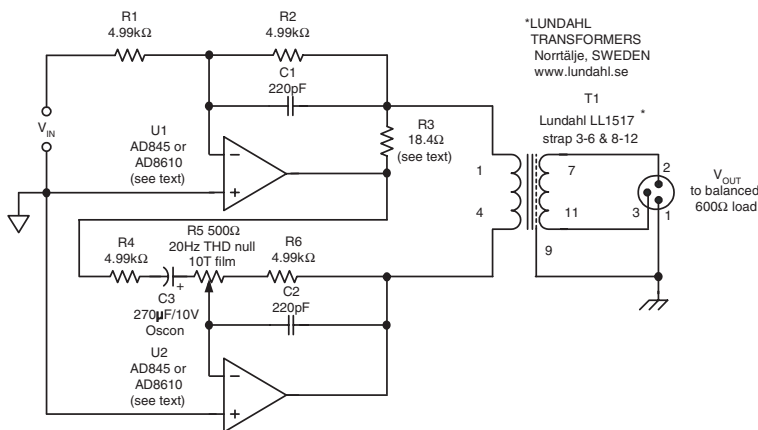 R1
4.99kΩ
R2
4.99kΩ
C1
220pF
*LUNDAHL
TRANSFORMERS
Norrtälje, SWEDEN
www.lundahl.se
T1
Lundahl LL1517 *
strap 3-6 & 8-12
VIN
U1
AD845 or
AD8610
(see text)
−
+
R3
18.4Ω
(see text)
1
4
7
11
9
2
3
1
VOUT
to balanced
600Ω load
R4
4.99kΩ
C3
270µF/10V
Oscon
+
R5 500Ω
20Hz THD null
10T film
R6
4.99kΩ
C2
220pF
U2
AD845 or
AD8610
(see text)
−
+